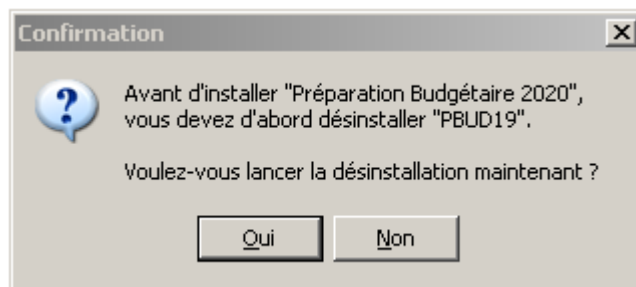 Confirmation
Avant d'installer "Préparation Budgétaire 2020",
vous devez d'abord désinstaller "PBUD19".
Voulez-vous lancer la désinstallation maintenant ?
Oui
Non